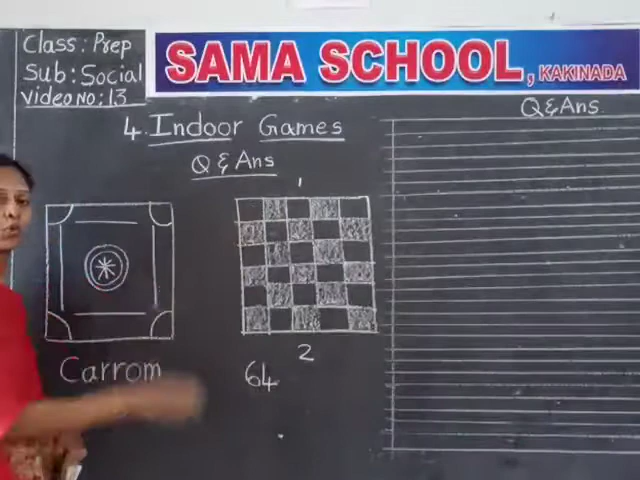 Class: Prep
Sub: Social
Video No: 13
SAMA SCHOOL, KAKINADA
Q & Ans
4. Indoor Games
Q & Ans
1
2
Carrom
64